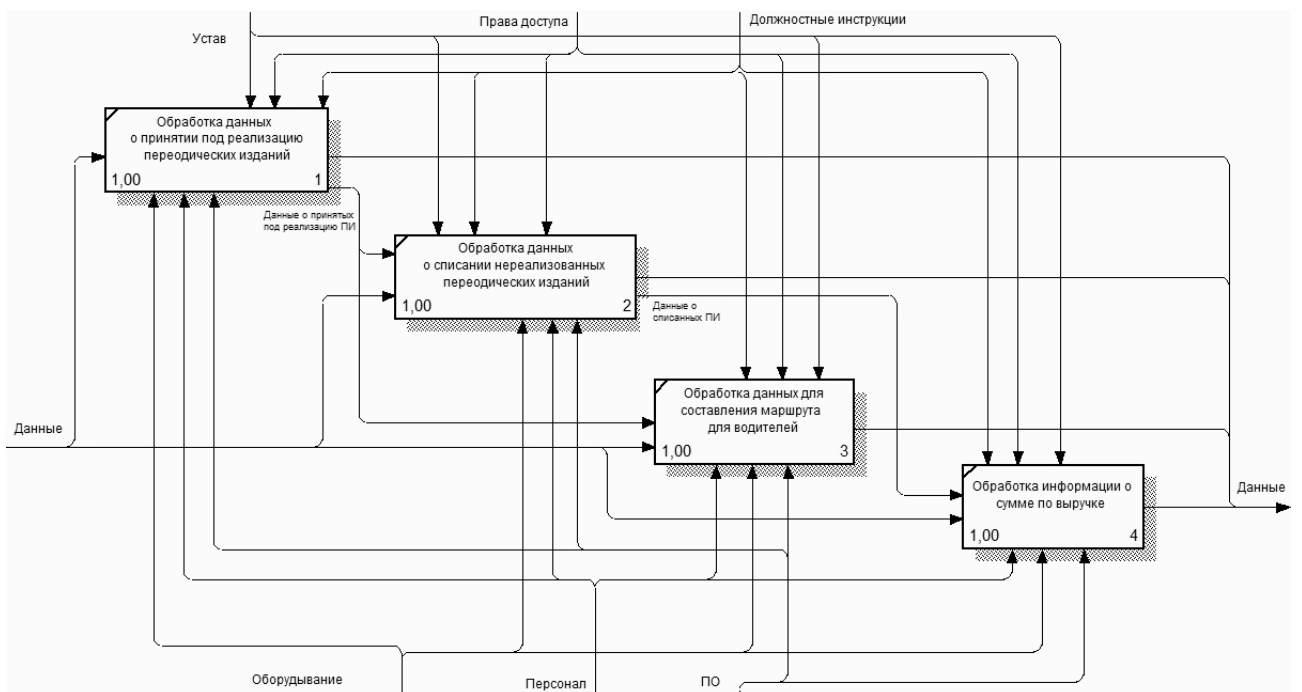 Права доступа
Должностные инструкции
Устав
Обработка данных
о принятии под реализацию
переодических изданий
1,00
1
Данные о принятых
под реализацию ПИ
Обработка данных
о списании нереализованных
переодических изданий
1,00
2
Данные о
списанных ПИ
Обработка данных для
составления маршрута
для водителей
1,00
3
Данные
Обработка информации о
сумме по выручке
1,00
4
Данные
Оборудывание
Персонал
ПО